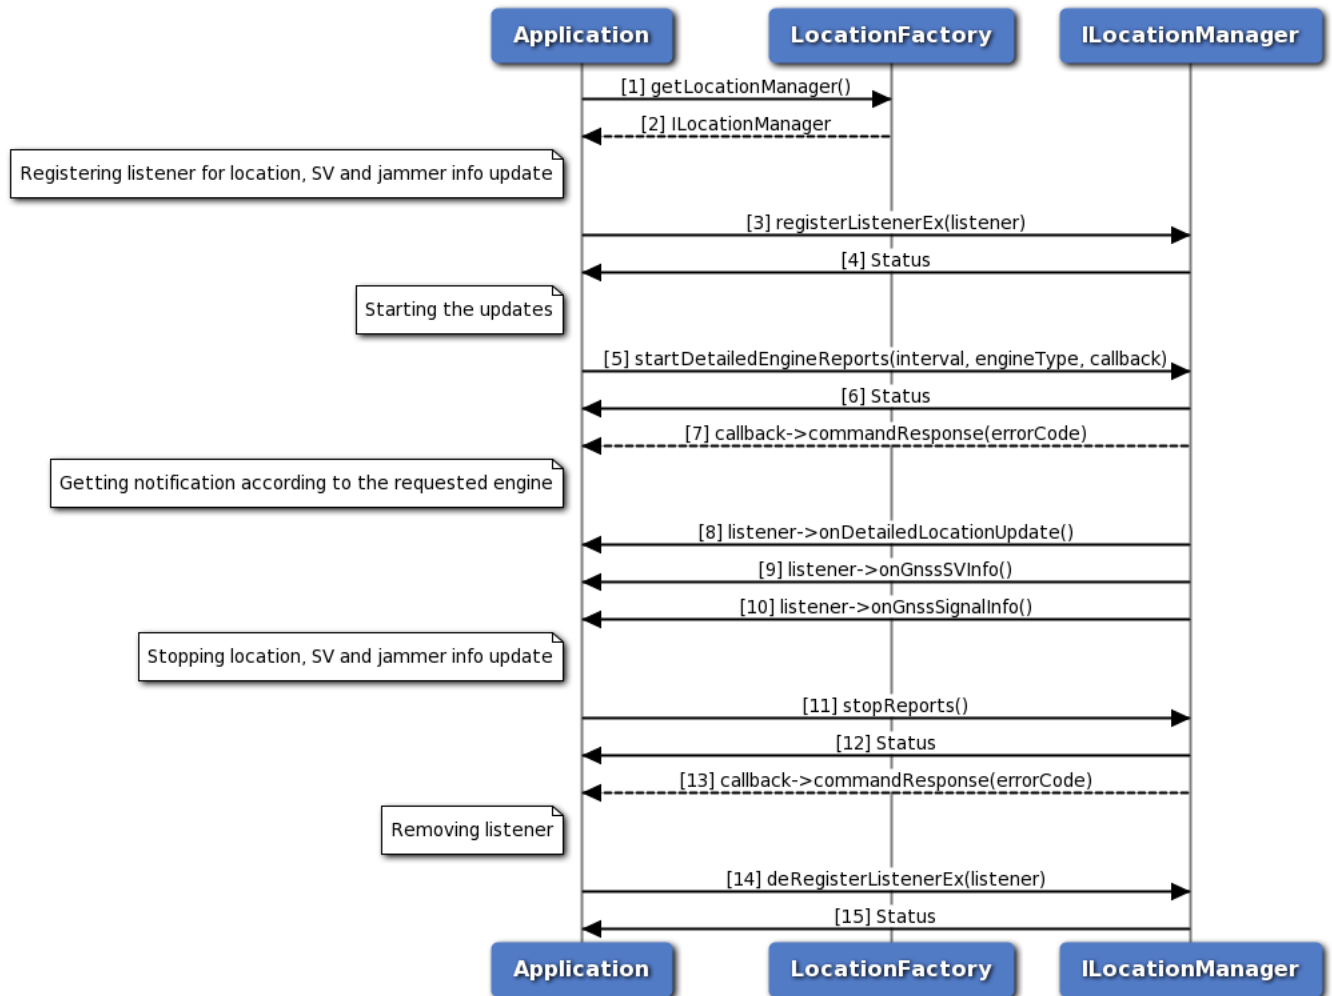 Application LocationFactory ILocationManager
[1] getLocationManager()
[2] ILocationManager
Registering listener for location, SV and jammer info update
[3] registerListenerEx(listener)
[4] Status
Starting the updates
[5] startDetailedEngineReports(interval, engineType, callback)
[6] Status
[7] callback->commandResponse(errorCode)
Getting notification according to the requested engine
[8] listener->onDetailedLocationUpdate()
[9] listener->onGnssSVInfo()
[10] listener->onGnssSignalInfo()
Stopping location, SV and jammer info update
[11] stopReports()
[12] Status
[13] callback->commandResponse(errorCode)
Removing listener
[14] deRegisterListenerEx(listener)
[15] Status
Application LocationFactory ILocationManager